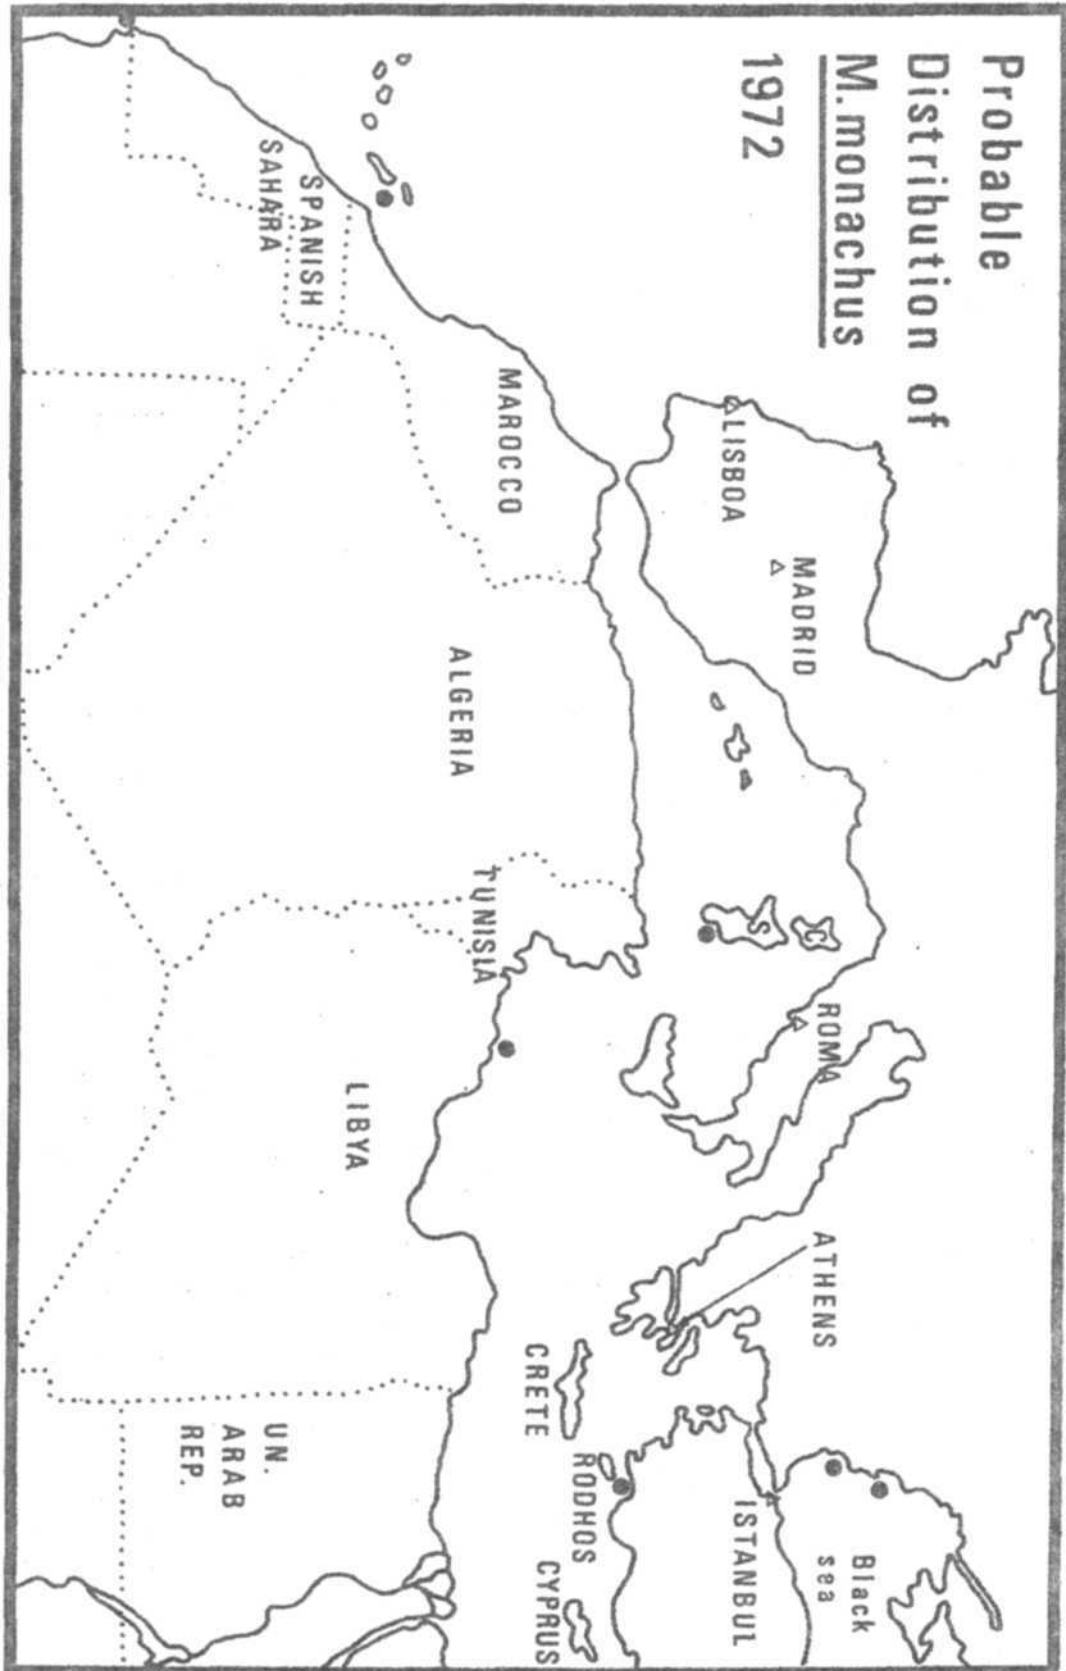 Probable
Distribution of
M.monachus
1972
LISBOA
MADRID
ROMA
ATHENS
ISTANBUL
Black
sea
C
S
MAROCCO
SPANISH
SAHARA
ALGERIA
TUNISIA
LIBYA
CRETE
RODHOS
CYPRUS
UN.
ARAB
REP.